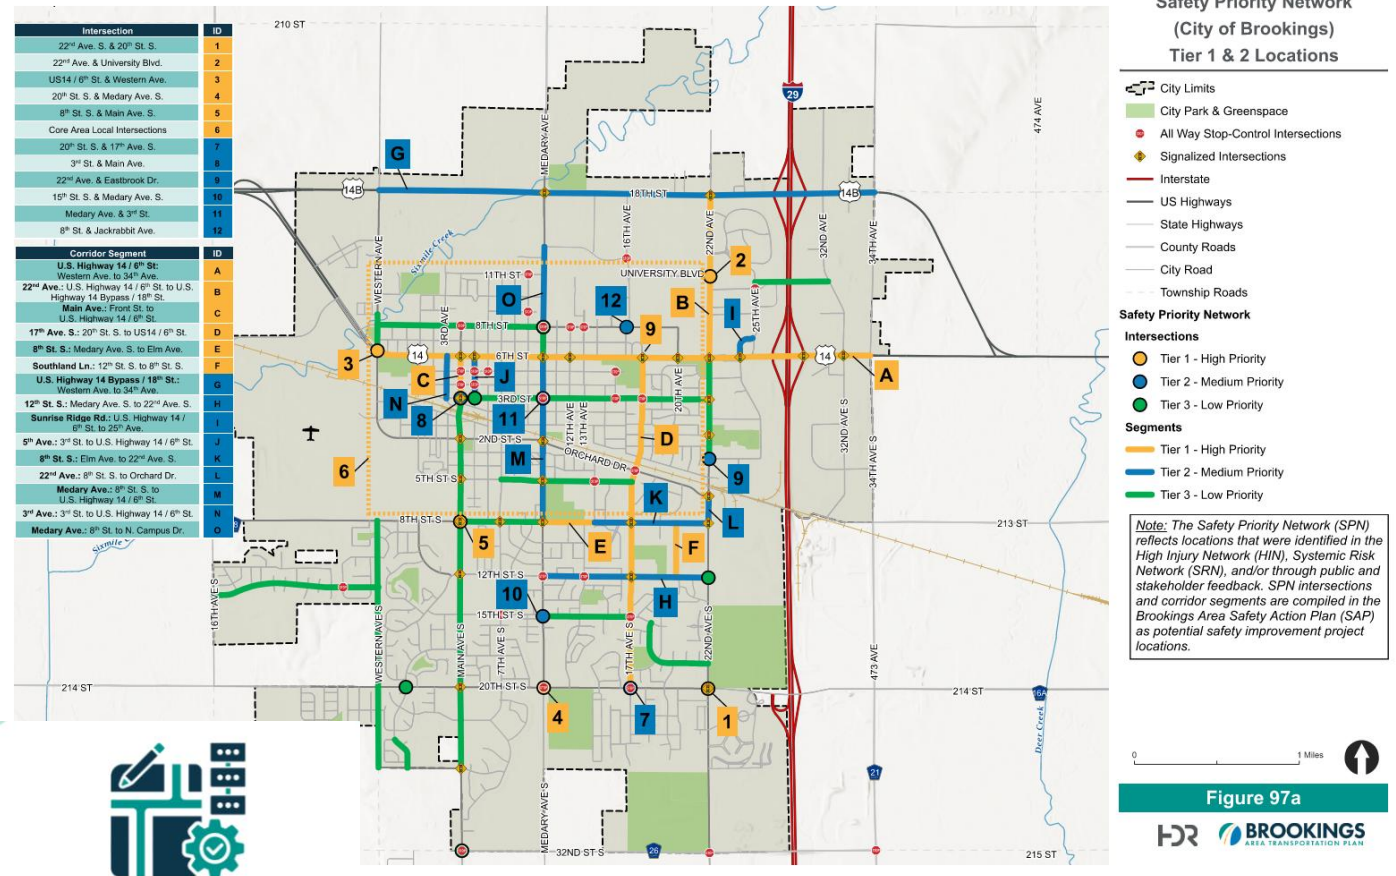 Intersection ID
22nd Ave. S. & 20th St. S. 1
22nd Ave. & University Blvd. 2
US14 / 6th St. & Western Ave. 3
20th St. S. & Medary Ave. S. 4
8th St. S. & Main Ave. S. 5
Core Area Local Intersections 6
20th St. S. & 17th Ave. S. 7
3rd St. & Main Ave. 8
22nd Ave. & Eastbrook Dr. 9
15th St. S. & Medary Ave. S. 10
Medary Ave. & 3rd St. 11
8th St. & Jackrabbit Ave. 12
Corridor Segment ID
U.S. Highway 14 / 6th St:
Western Ave. to 34th Ave. A
22nd Ave.: U.S. Highway 14 / 6th St. to U.S.
Highway 14 Bypass / 18th St. B
Main Ave.: Front St. to
U.S. Highway 14 / 6th St. C
17th Ave. S.: 20th St. S. to US14 / 6th St. D
8th St. S.: Medary Ave. S. to Elm Ave. E
Southland Ln.: 12th St. S. to 8th St. S. F
U.S. Highway 14 Bypass / 18th St.:
Western Ave. to 34th Ave. G
12th St. S.: Medary Ave. S. to 22nd Ave. S. H
Sunrise Ridge Rd.: U.S. Highway 14 /
6th St. to 25th Ave. I
5th Ave.: 3rd St. to U.S. Highway 14 / 6th St. J
8th St. S.: Elm Ave. to 22nd Ave. S. K
22nd Ave.: 8th St. S. to Orchard Dr. L
Medary Ave.: 8th St. S. to
U.S. Highway 14 / 6th St. M
3rd Ave.: 3rd St. to U.S. Highway 14 / 6th St. N
Medary Ave.: 8th St. to N. Campus Dr. O
210 ST
29
474 AVE
MEDARY AVE
G
14B
18TH ST
14B
WESTERN AVE
Sixmile Creek
16TH AVE
22ND AVE
32ND AVE
34TH AVE
11TH ST
UNIVERSITY BLVD
2
O
12
B
I
25TH AVE
3RD AVE
8TH ST
9
3
14
6TH ST
14
A
C
J
20TH AVE
N
3RD ST
8
11
12TH AVE
13TH AVE
32ND AVE S
34TH AVE S
2ND ST S
D
ORCHARD DR
6
M
5TH ST S
9
K
L
8TH ST S
213 ST
5
E
F
Sixmile
12TH ST S
10
H
16TH AVE S
15TH ST S
WESTERN AVE S
MAIN AVE S
7TH AVE S
17TH AVE S
22ND AVE S
473 AVE
214 ST
20TH ST S
214 ST
16A
4
7
1
Deer Creek
21
MEDARY AVE S
32ND ST S
26
215 ST
Safety Priority Network
(City of Brookings)
Tier 1 & 2 Locations
City Limits
City Park & Greenspace
All Way Stop-Control Intersections
Signalized Intersections
Interstate
US Highways
State Highways
County Roads
City Road
Township Roads
Safety Priority Network
Intersections
Tier 1 - High Priority
Tier 2 - Medium Priority
Tier 3 - Low Priority
Segments
Tier 1 - High Priority
Tier 2 - Medium Priority
Tier 3 - Low Priority
Note: The Safety Priority Network (SPN)
reflects locations that were identified in the
High Injury Network (HIN), Systemic Risk
Network (SRN), and/or through public and
stakeholder feedback. SPN intersections
and corridor segments are compiled in the
Brookings Area Safety Action Plan (SAP)
as potential safety improvement project
locations.
0 1 Miles
Figure 97a
HDR BROOKINGS
AREA TRANSPORTATION PLAN